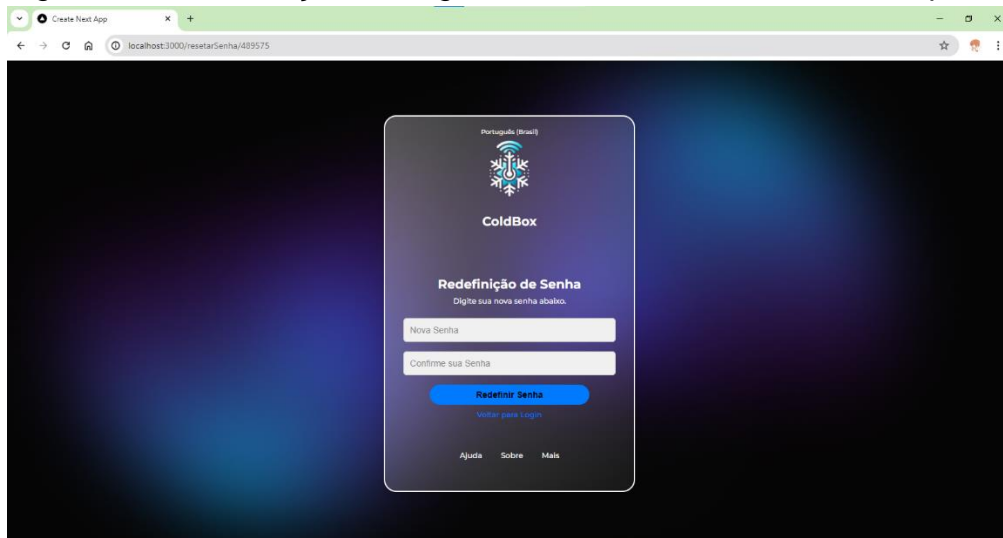 Create Next App
localhost:3000/resetarSenha/489575
Português (Brasil)
ColdBox
Redefinição de Senha
Digite sua nova senha abaixo.
Nova Senha
Confirme sua Senha
Redefinir Senha
Voltar para Login
Ajuda Sobre Mais